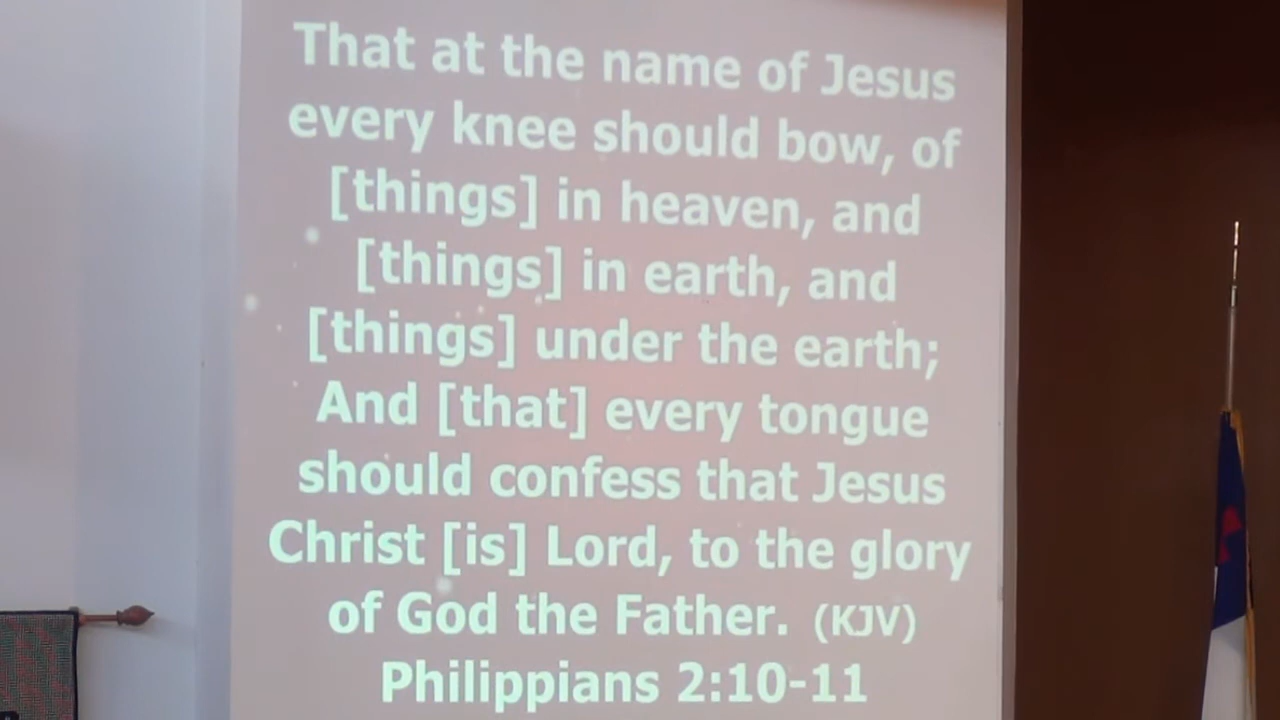 That at the name of Jesus
every knee should bow, of
[things] in heaven, and
[things] in earth, and
[things] under the earth;
And [that] every tongue
should confess that Jesus
Christ [is] Lord, to the glory
of God the Father. (KJV)
Philippians 2:10-11